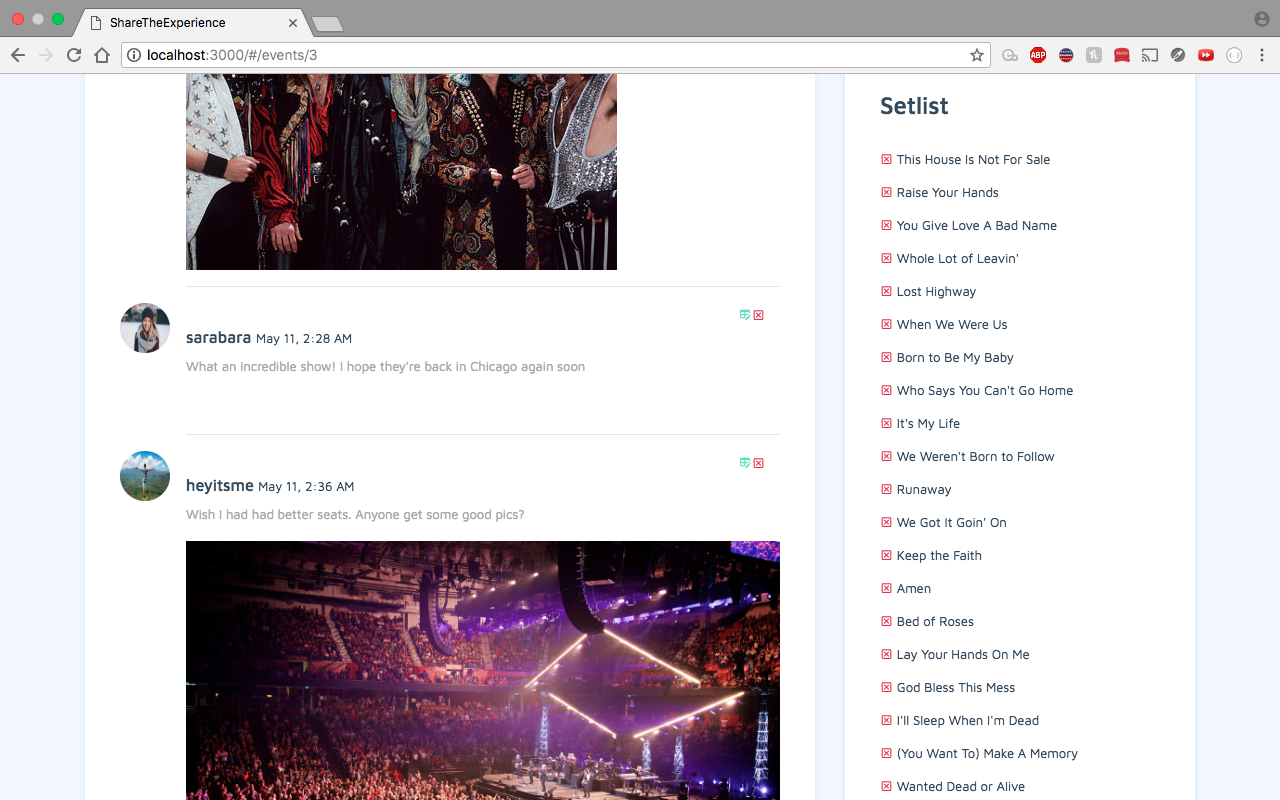 ShareTheExperience
localhost:3000/#/events/3
ABP
sarabara May 11, 2:28 AM
What an incredible show! I hope they're back in Chicago again soon
heyitsme May 11, 2:36 AM
Wish I had had better seats. Anyone get some good pics?
Setlist
This House Is Not For Sale
Raise Your Hands
You Give Love A Bad Name
Whole Lot of Leavin'
Lost Highway
When We Were Us
Born to Be My Baby
Who Says You Can't Go Home
It's My Life
We Weren't Born to Follow
Runaway
We Got It Goin' On
Keep the Faith
Amen
Bed of Roses
Lay Your Hands On Me
God Bless This Mess
I'll Sleep When I'm Dead
(You Want To) Make A Memory
Wanted Dead or Alive